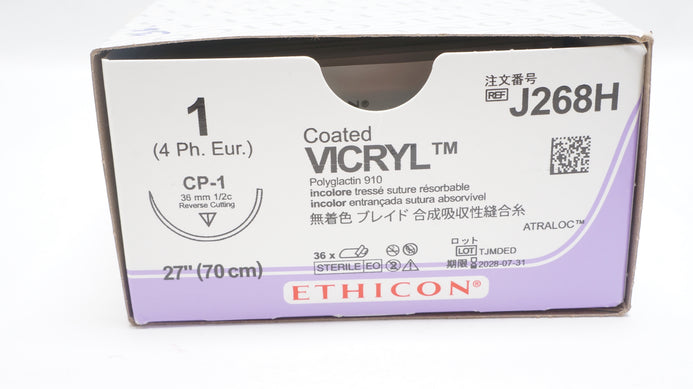 1
(4 Ph. Eur.)
CP-1
36 mm 1/2c
Reverse Cutting
27" (70 cm)
Coated
VICRYL™
Polyglactin 910
incolore tressé suture résorbable
incolor entrançada sutura absorvível
無着色 ブレイド 合成吸収性縫合糸
36 x
STERILE EO
2
ETHICON®
注文番号
REF J268H
ATRALOC™
ロット
LOT TJMDED
期限 2028-07-31